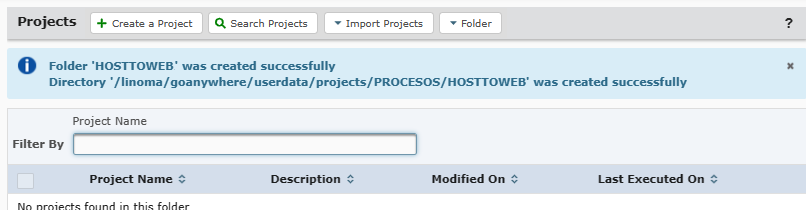 Projects Create a Project Search Projects Import Projects Folder ?
Folder 'HOSTTOWEB' was created successfully
Directory '/linoma/goanywhere/userdata/projects/PROCESOS/HOSTTOWEB' was created successfully
Project Name
Filter By
Project Name Description Modified On Last Executed On
No projects found in this folder